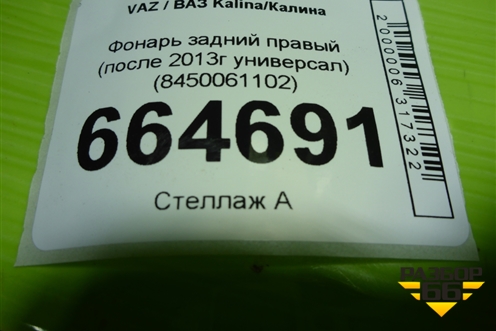 VAZ / ВАЗ Kalina/Калина
Фонарь задний правый
(после 2013г универсал)
(8450061102)
664691
Стеллаж А
2000006317322
РАЗБОР
66